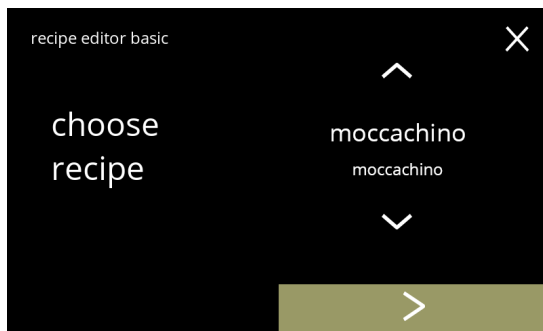 recipe editor basic
choose
recipe
moccachino
moccachino